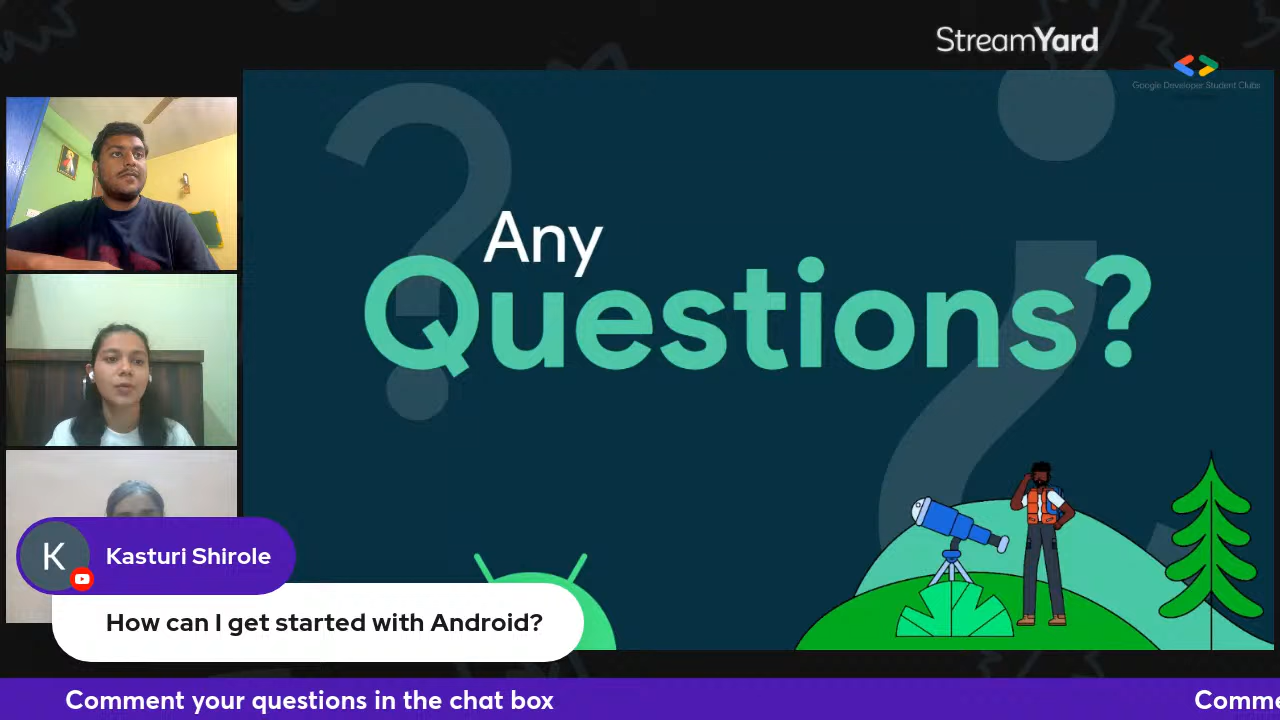 StreamYard
Google Developer Student Clubs
Any
Questions?
K
Kasturi Shirole
How can I get started with Android?
Comment your questions in the chat box
Comme